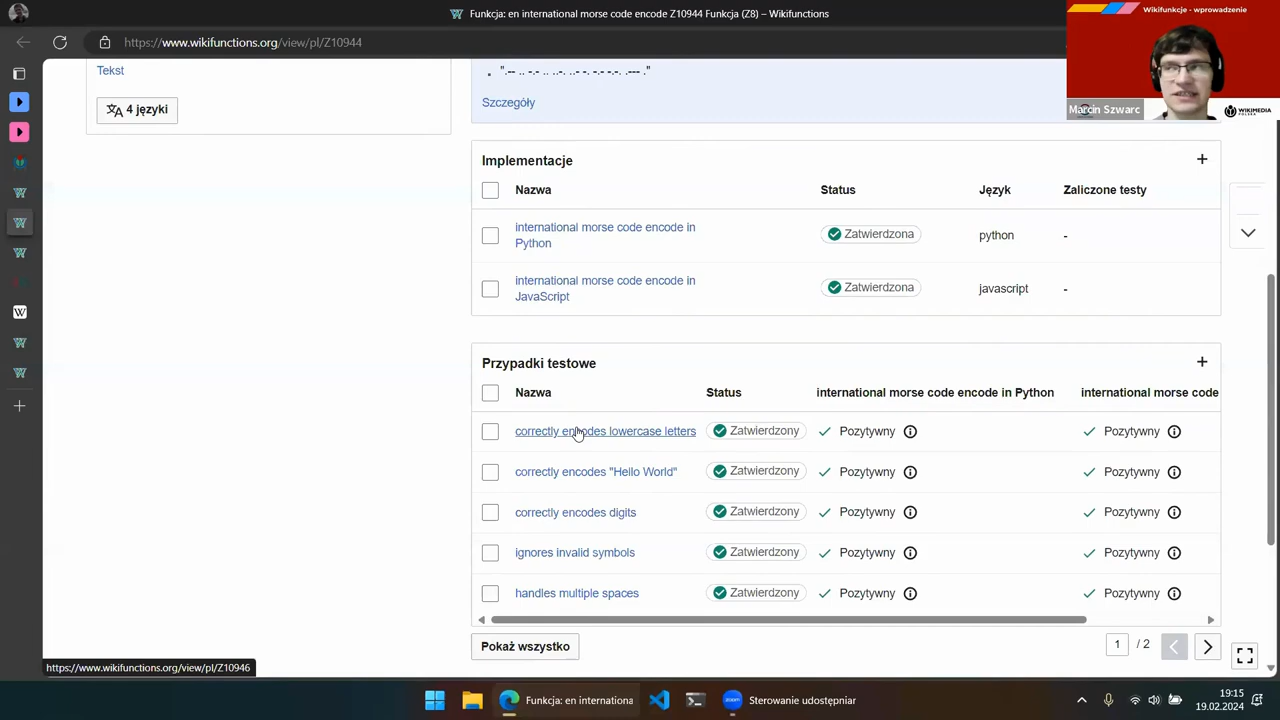 Funkcja: en international morse code encode Z10944 Funkcja (Z8) – Wikifunctions
https://www.wikifunctions.org/view/pl/Z10944
Wikifunkcje - wprowadzenie
Marcin Szwarc
WIKIMEDIA
POLSKA
Tekst
4 języki
".-- .. -.- .. ..-. ..- -. -.-. -.-. .--- ."
Szczegóły
Implementacje
Nazwa Status Język Zaliczone testy
international morse code encode in
Python
Zatwierdzona python -
international morse code encode in
JavaScript
Zatwierdzona javascript -
Przypadki testowe
Nazwa Status international morse code encode in Python international morse code
correctly encodes lowercase letters Zatwierdzony Pozytywny Pozytywny
correctly encodes "Hello World" Zatwierdzony Pozytywny Pozytywny
correctly encodes digits Zatwierdzony Pozytywny Pozytywny
ignores invalid symbols Zatwierdzony Pozytywny Pozytywny
handles multiple spaces Zatwierdzony Pozytywny Pozytywny
Pokaż wszystko
1 / 2
https://www.wikifunctions.org/view/pl/Z10946
Funkcja: en internationa
Sterowanie udostępniar
19:15
19.02.2024